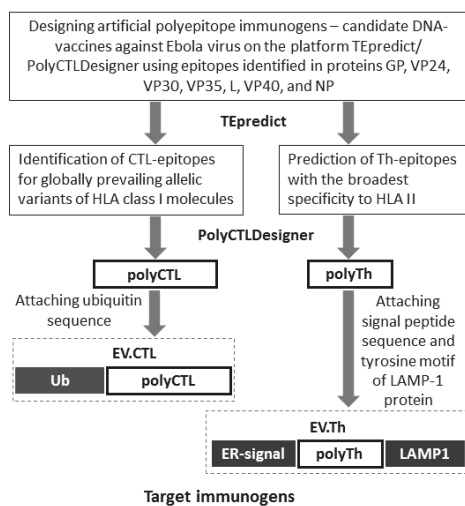 Designing artificial polyepitope immunogens – candidate DNA-
vaccines against Ebola virus on the platform TEpredict/
PolyCTLDesigner using epitopes identified in proteins GP, VP24,
VP30, VP35, L, VP40, and NP
TEpredict
Identification of CTL-epitopes
for globally prevailing allelic
variants of HLA class I molecules
Prediction of Th-epitopes
with the broadest
specificity to HLA II
PolyCTLDesigner
polyCTL
polyTh
Attaching ubiquitin
sequence
Attaching
signal peptide
sequence and
tyrosine motif
of LAMP-1
protein
EV.CTL
Ub
polyCTL
EV.Th
ER-signal
polyTh
LAMP1
Target immunogens